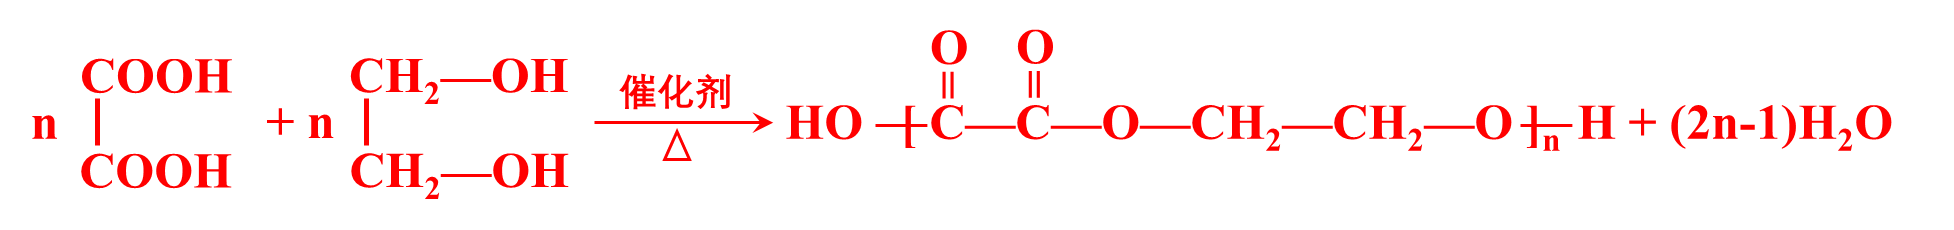 O O
COOH CH₂—OH 催化剂 || ||
n | + n | ⟶ HO—[C—C—O—CH₂—CH₂—O]ₙ—H + (2n-1)H₂O
COOH CH₂—OH △